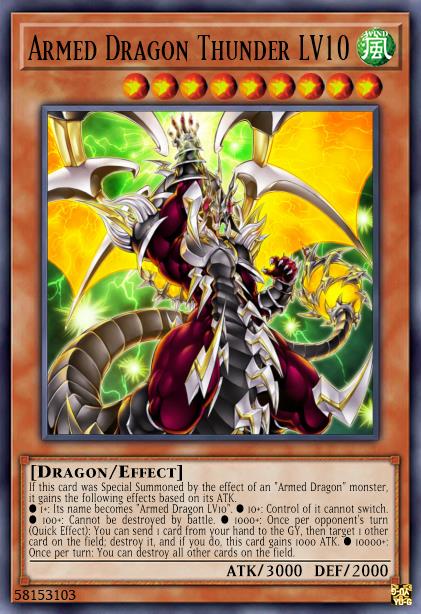 Armed Dragon Thunder LV10
WIND
風
[Dragon/Effect]
If this card was Special Summoned by the effect of an "Armed Dragon" monster,
it gains the following effects based on its ATK.
● 1+: Its name becomes "Armed Dragon LV10". ● 10+: Control of it cannot switch.
● 100+: Cannot be destroyed by battle. ● 1000+: Once per opponent's turn
(Quick Effect): You can send 1 card from your hand to the GY, then target 1 other
card on the field; destroy it, and if you do, this card gains 1000 ATK. ● 10000+:
Once per turn: You can destroy all other cards on the field.
ATK/3000 DEF/2000
58153103